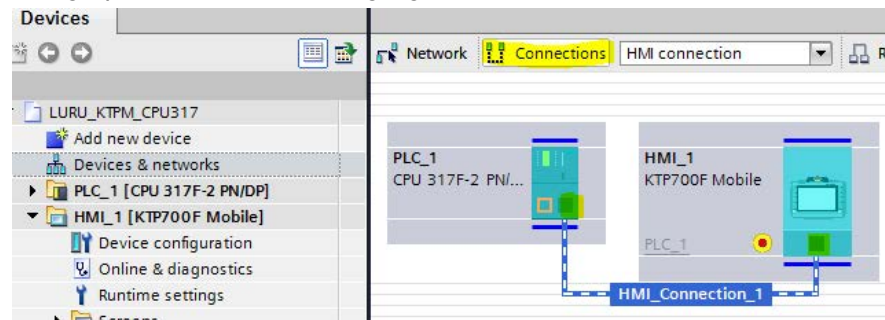 Devices
Network
Connections
HMI connection
LURU_KTPM_CPU317
Add new device
Devices & networks
PLC_1 [CPU 317F-2 PN/DP]
HMI_1 [KTP700F Mobile]
Device configuration
Online & diagnostics
Runtime settings
Screens
PLC_1
CPU 317F-2 PN/...
HMI_1
KTP700F Mobile
PLC_1
HMI_Connection_1